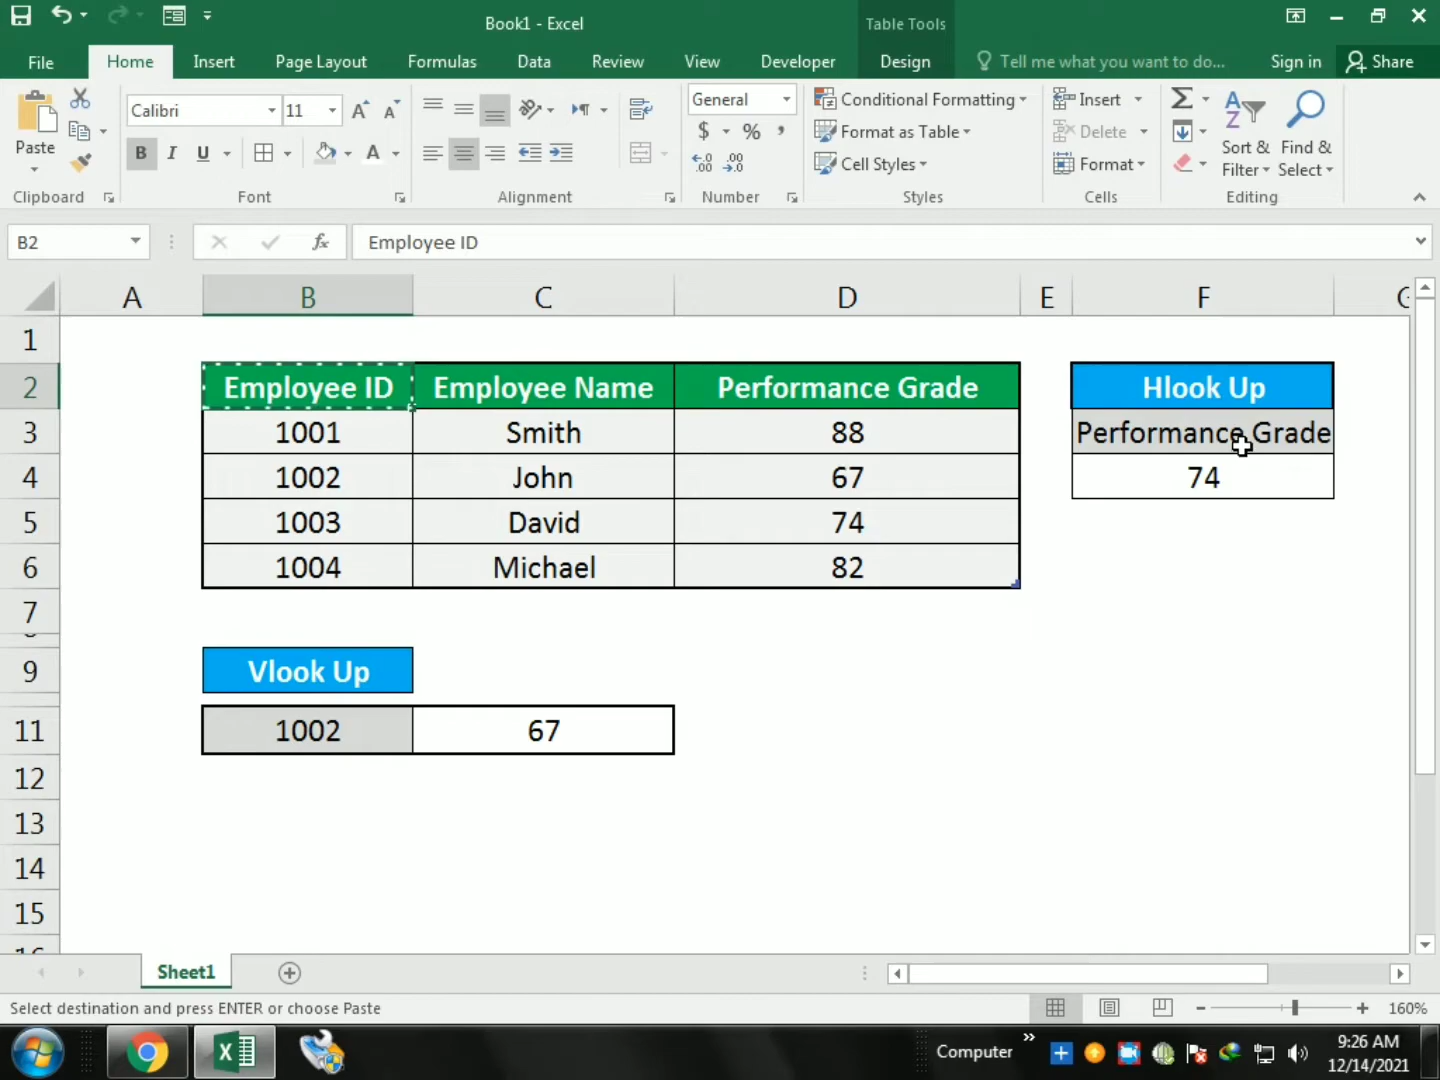 Book1 - Excel
Table Tools
File
Home
Insert
Page Layout
Formulas
Data
Review
View
Developer
Design
Tell me what you want to do...
Sign in
Share
Paste
Clipboard
Calibri
11
B I U
A
Font
Alignment
General
$ % ,
Number
Conditional Formatting
Format as Table
Cell Styles
Styles
Insert
Delete
Format
Cells
Sort & Filter
Find & Select
Editing
B2
fx
Employee ID
A B C D E F G
1
2 Employee ID Employee Name Performance Grade Hlook Up
3 1001 Smith 88 Performance Grade
4 1002 John 67 74
5 1003 David 74
6 1004 Michael 82
7
9 Vlook Up
11 1002 67
12
13
14
15
16
Sheet1
Select destination and press ENTER or choose Paste
160%
Computer
9:26 AM
12/14/2021